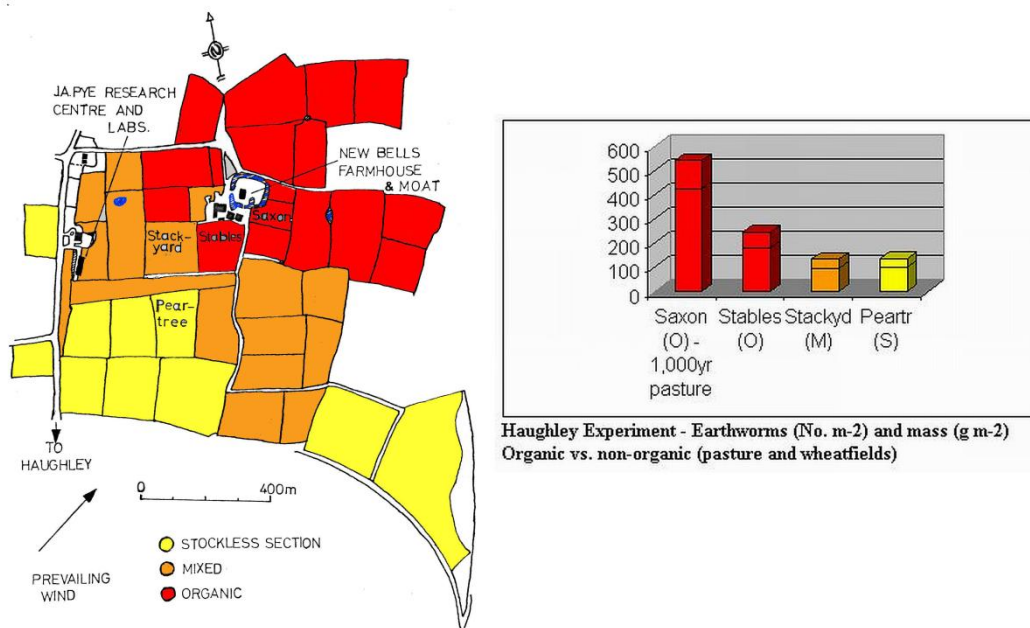 N
J.A.PYE RESEARCH
CENTRE AND
LABS.
NEW BELLS
FARMHOUSE
& MOAT
Saxon
Stack-
yard
Stables
Pear-
tree
TO
HAUGHLEY
0 400m
PREVAILING
WIND
STOCKLESS SECTION
MIXED
ORGANIC
600
500
400
300
200
100
0
Saxon Stables Stackyd Peartr
(O) - (O) (M) (S)
1,000yr
pasture
Haughley Experiment - Earthworms (No. m-2) and mass (g m-2)
Organic vs. non-organic (pasture and wheatfields)